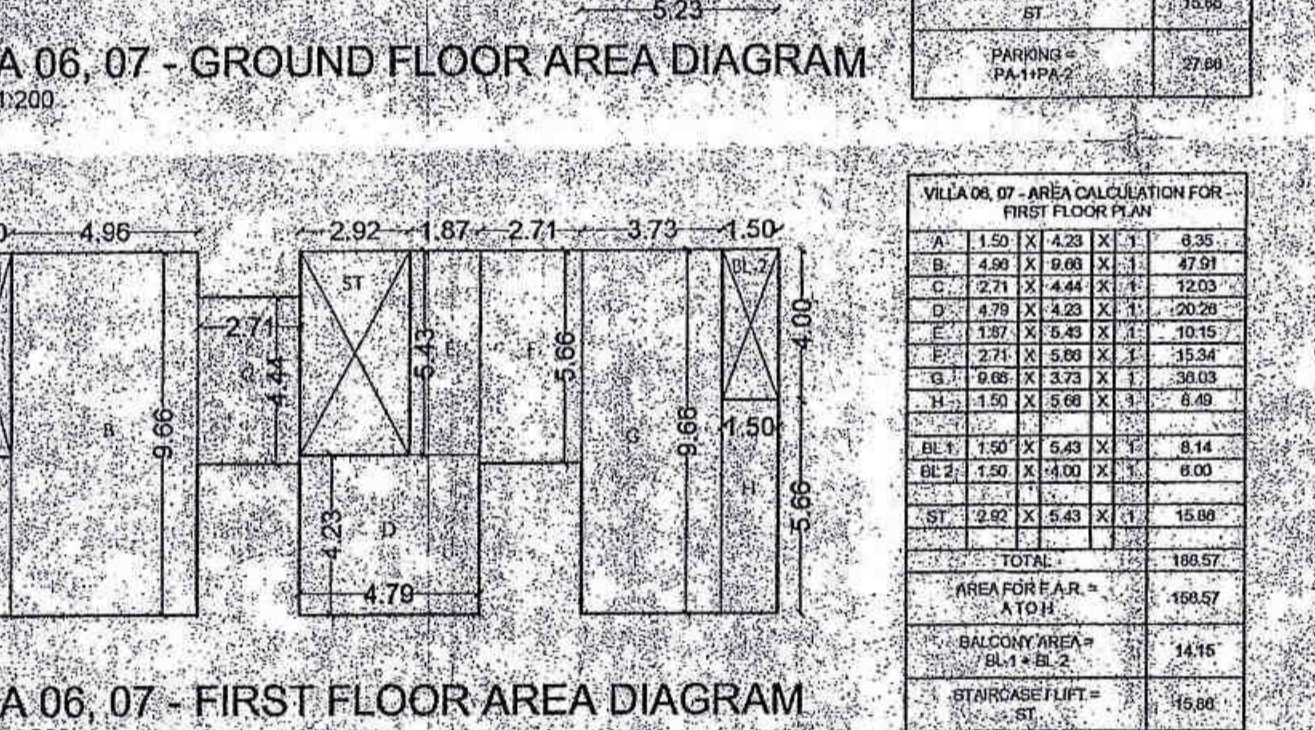 5.23
ST
15.86
PARKING =
PA-1+PA-2
27.86
A 06, 07 - GROUND FLOOR AREA DIAGRAM
1:200
4.96
2.92
1.87
2.71
3.73
1.50
ST
BL-2
2.71
4.44
5.43
E
F
5.66
4.00
B
9.66
G
9.66
1.50
H
5.66
4.23
D
4.79
A 06, 07 - FIRST FLOOR AREA DIAGRAM
VILLA 06, 07 - AREA CALCULATION FOR
FIRST FLOOR PLAN
A 1.50 X 4.23 X 1 6.35
B 4.96 X 9.66 X 1 47.91
C 2.71 X 4.44 X 1 12.03
D 4.79 X 4.23 X 1 20.26
E 1.87 X 5.43 X 1 10.15
F 2.71 X 5.66 X 1 15.34
G 9.66 X 3.73 X 1 36.03
H 1.50 X 5.66 X 1 8.49
BL 1 1.50 X 5.43 X 1 8.14
BL 2 1.50 X 4.00 X 1 6.00
ST 2.92 X 5.43 X 1 15.86
TOTAL 186.57
AREA FOR F.A.R. =
A TO H
156.57
BALCONY AREA =
BL-1 + BL-2
14.15
STAIRCASE / LIFT =
ST
15.86